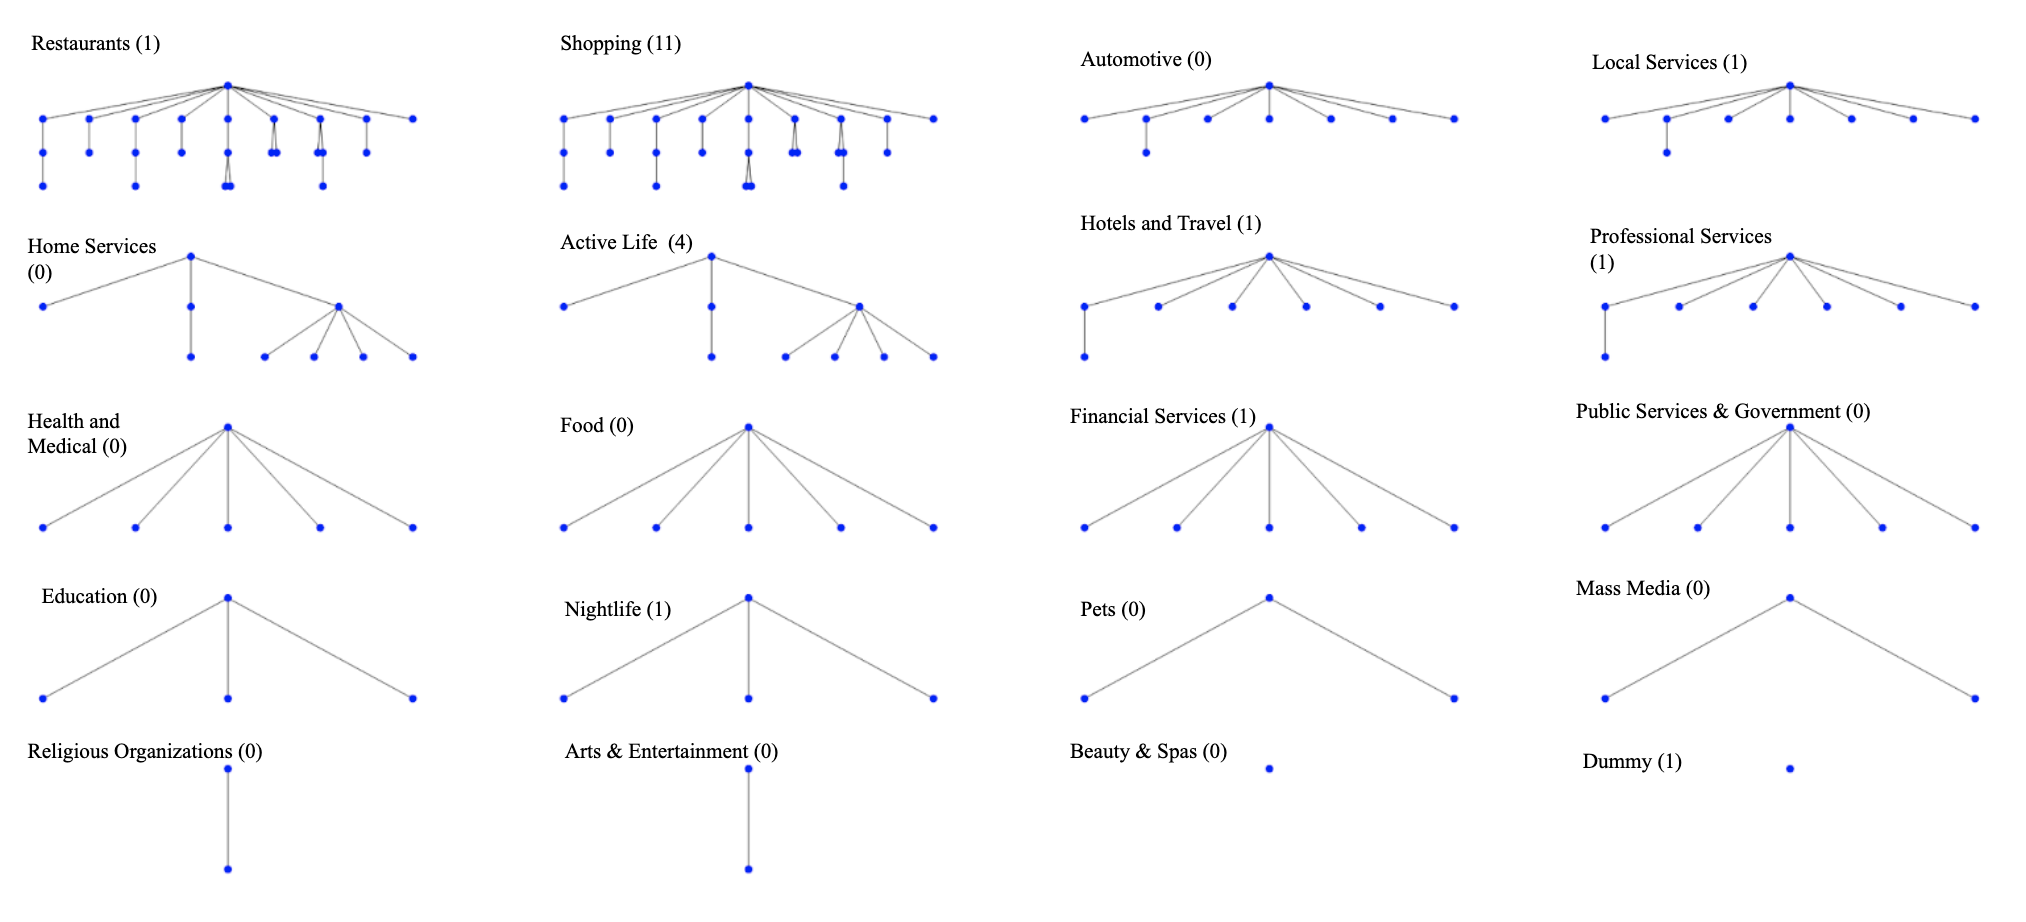 Restaurants (1)
Shopping (11)
Automotive (0)
Local Services (1)
Home Services
(0)
Active Life  (4)
Hotels and Travel (1)
Professional Services
(1)
Health and
Medical (0)
Food (0)
Financial Services (1)
Public Services & Government (0)
Education (0)
Nightlife (1)
Pets (0)
Mass Media (0)
Religious Organizations (0)
Arts & Entertainment (0)
Beauty & Spas (0)
Dummy (1)